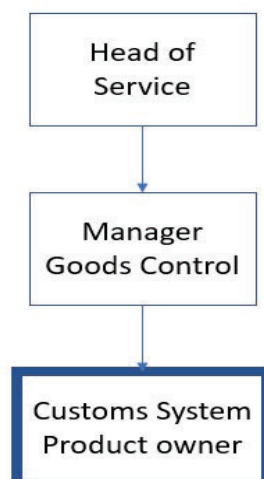 Head of
Service
Manager
Goods Control
Customs System
Product owner